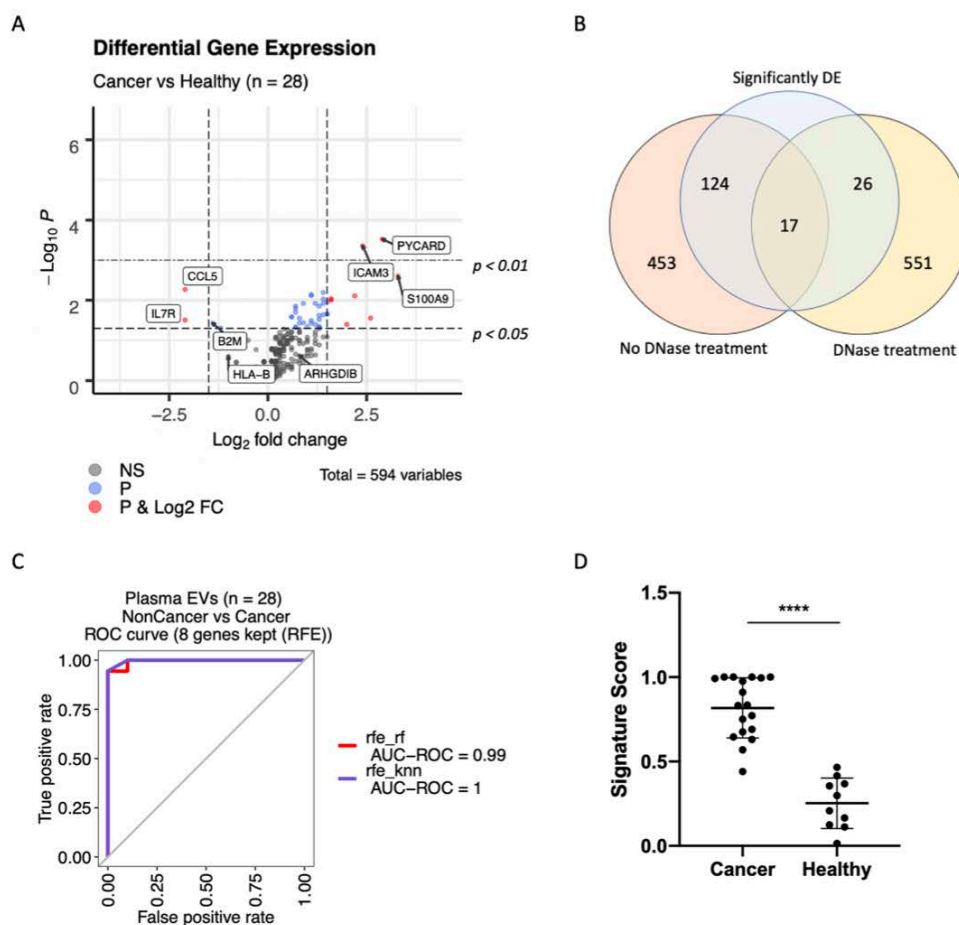 A
Differential Gene Expression
Cancer vs Healthy (n = 28)
− Log10 P
6
4
2
0
PYCARD
ICAM3
S100A9
CCL5
IL7R
B2M
HLA−B
ARHGDIB
p < 0.01
p < 0.05
−2.5
0.0
2.5
Log2 fold change
NS
P
P & Log2 FC
Total = 594 variables
B
Significantly DE
124
26
17
453
551
No DNase treatment
DNase treatment
C
Plasma EVs (n = 28)
NonCancer vs Cancer
ROC curve (8 genes kept (RFE))
True positive rate
1.00
0.75
0.50
0.25
0.00
0.00
0.25
0.50
0.75
1.00
False positive rate
rfe_rf
AUC−ROC = 0.99
rfe_knn
AUC−ROC = 1
D
Signature Score
1.5
1.0
0.5
0.0
****
Cancer
Healthy